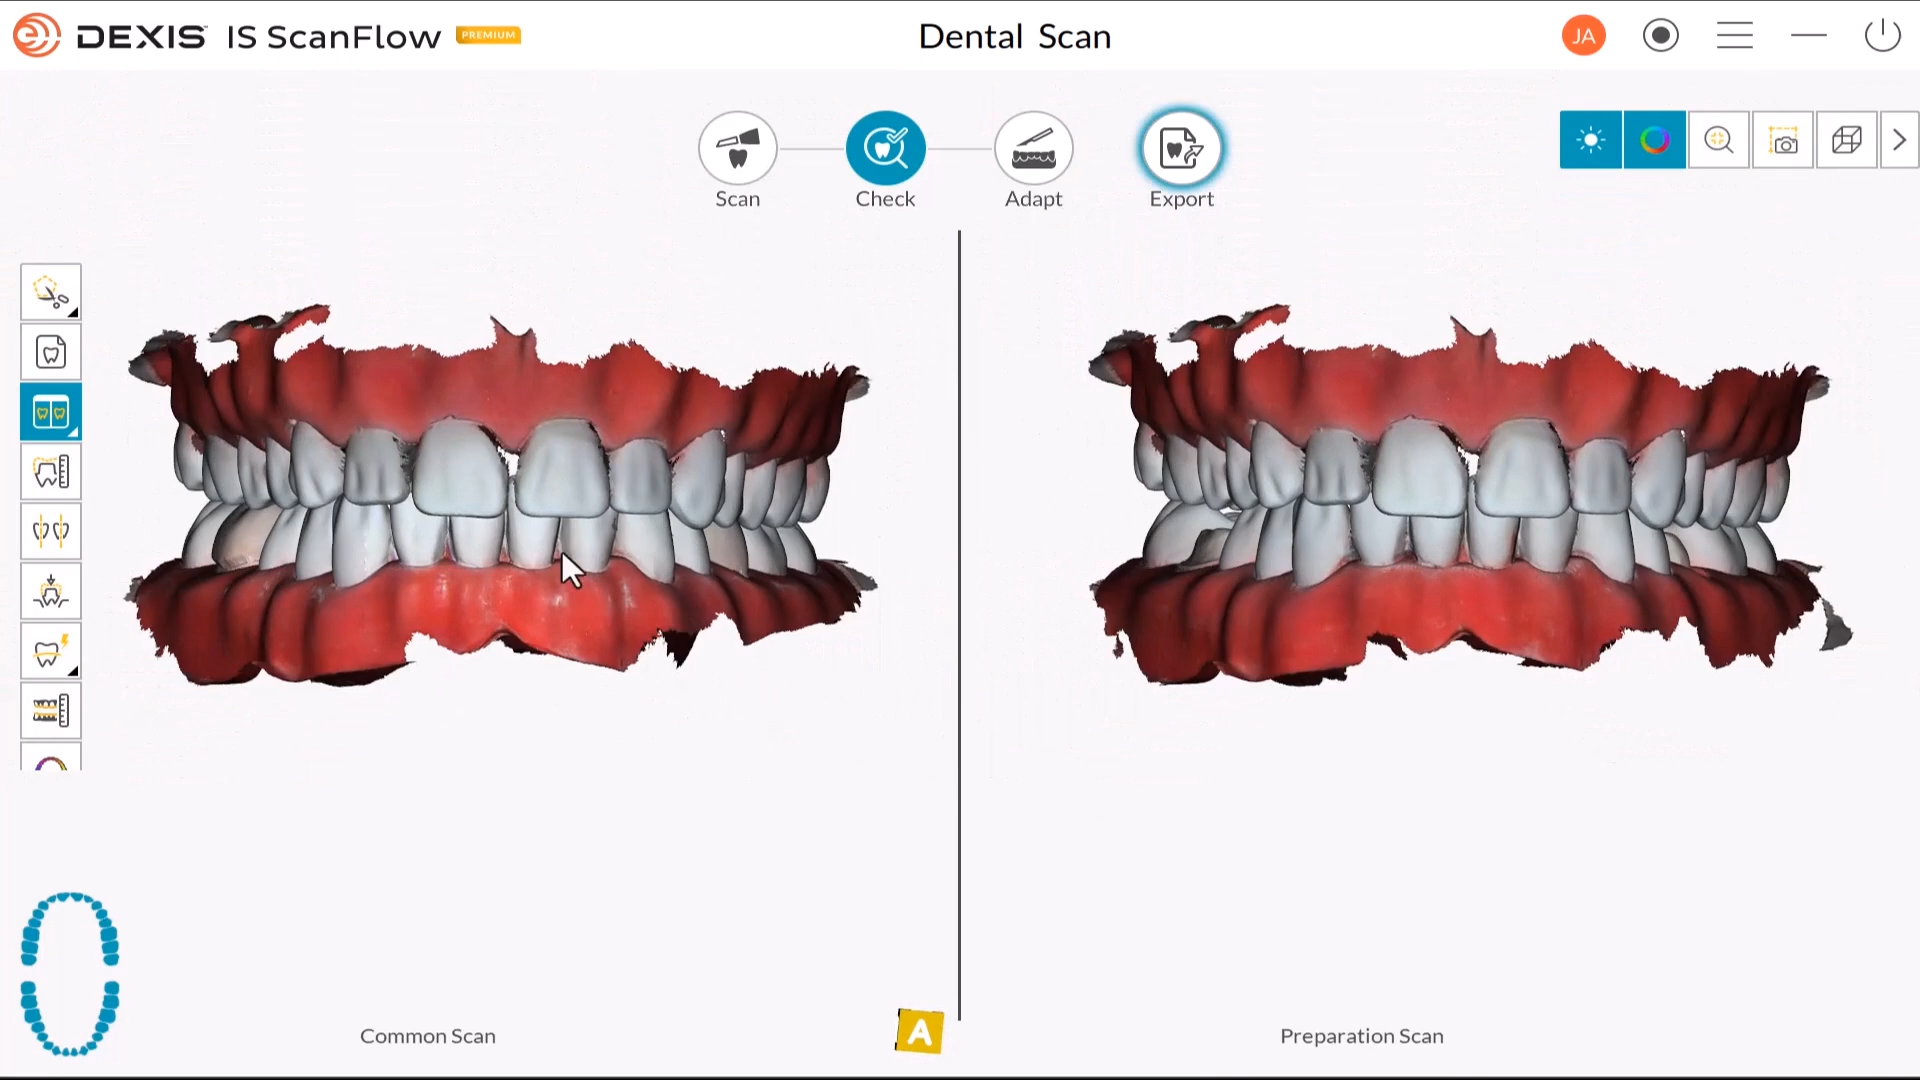 DEXIS IS ScanFlow PREMIUM
Dental Scan
JA
Scan
Check
Adapt
Export
Common Scan
A
Preparation Scan